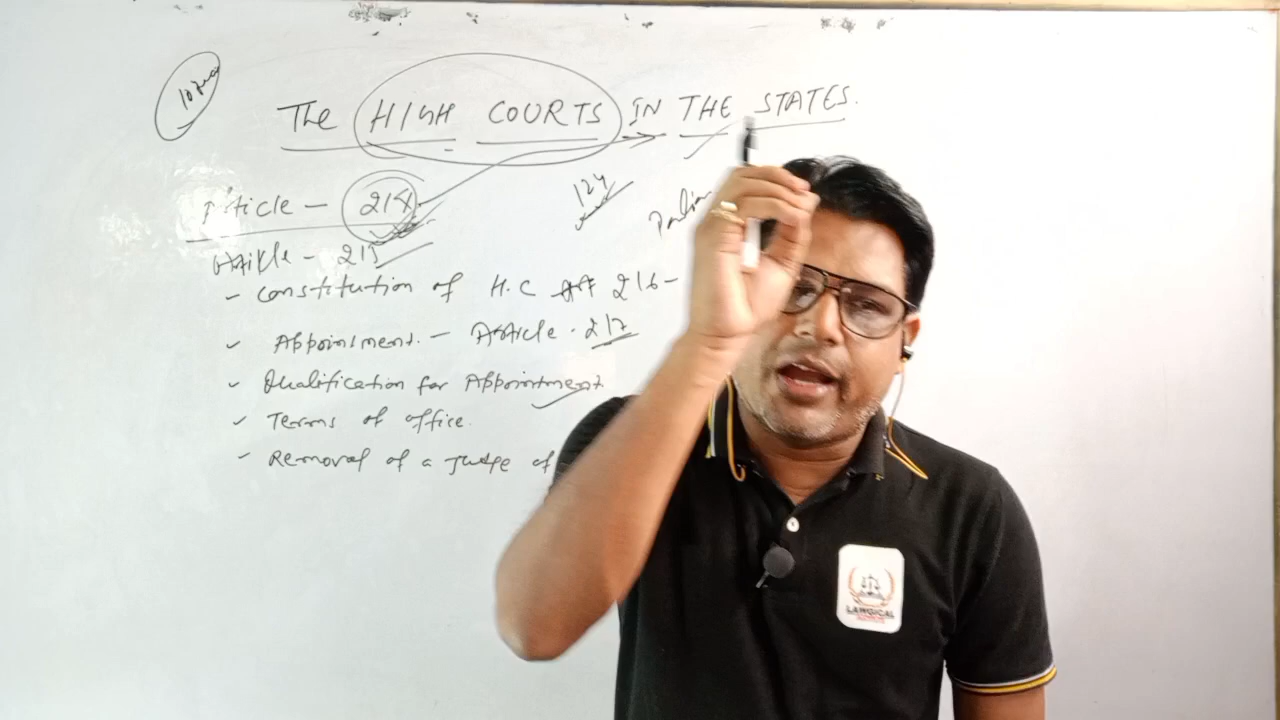 The HIGH COURTS IN THE STATES.
Article - 214
124
Article - 215
- Constitution of H.C 216-
- Appointment. - Article - 217
- Qualification for Appointment
- Terms of office.
- Removal of a Judge of
LAWGICAL